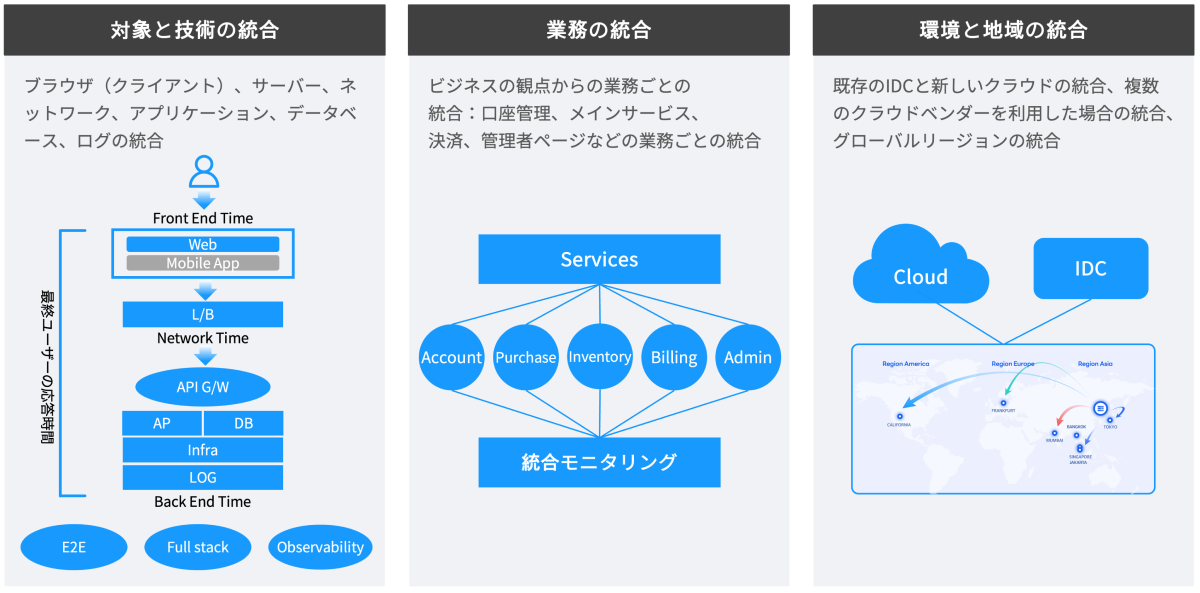 対象と技術の統合
ブラウザ（クライアント）、サーバー、ネ
ットワーク、アプリケーション、データベ
ース、ログの統合
Front End Time
Web
Mobile App
L/B
Network Time
API G/W
AP
DB
Infra
LOG
Back End Time
最終ユーザーの応答時間
E2E
Full stack
Observability
業務の統合
ビジネスの観点からの業務ごとの
統合：口座管理、メインサービス、
決済、管理者ページなどの業務ごとの統合
Services
Account
Purchase
Inventory
Billing
Admin
統合モニタリング
環境と地域の統合
既存のIDCと新しいクラウドの統合、複数
のクラウドベンダーを利用した場合の統合、
グローバルリージョンの統合
Cloud
IDC
Region America
Region Europe
Region Asia
CALIFORNIA
FRANKFURT
MUMBAI
BANGKOK
TOKYO
SINGAPORE
JAKARTA